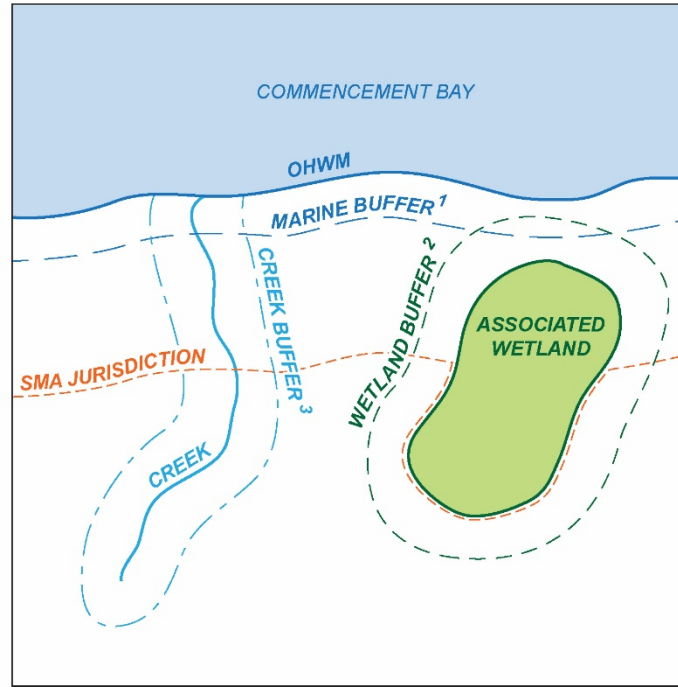 COMMENCEMENT BAY
OHWM
MARINE BUFFER 1
CREEK BUFFER 3
WETLAND BUFFER 2
ASSOCIATED
WETLAND
SMA JURISDICTION
CREEK